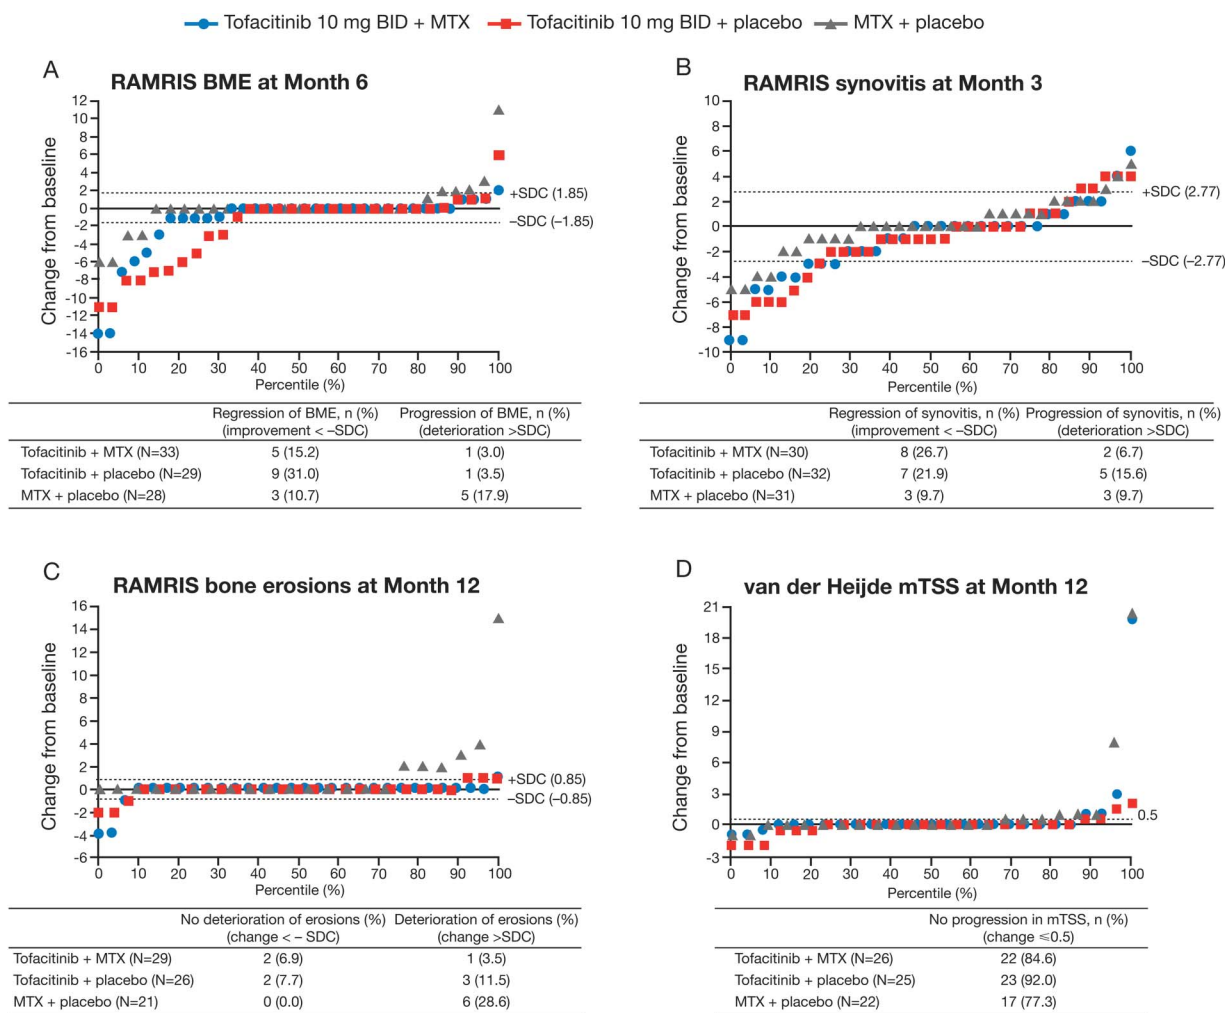 Tofacitinib 10 mg BID + MTX Tofacitinib 10 mg BID + placebo MTX + placebo
A
RAMRIS BME at Month 6
Change from baseline
12
10
8
6
4
2
0
-2
-4
-6
-8
-10
-12
-14
-16
+SDC (1.85)
–SDC (–1.85)
0 10 20 30 40 50 60 70 80 90 100
Percentile (%)
Regression of BME, n (%) Progression of BME, n (%)
(improvement < –SDC) (deterioration >SDC)
Tofacitinib + MTX (N=33) 5 (15.2) 1 (3.0)
Tofacitinib + placebo (N=29) 9 (31.0) 1 (3.5)
MTX + placebo (N=28) 3 (10.7) 5 (17.9)
B
RAMRIS synovitis at Month 3
Change from baseline
10
8
6
4
2
0
-2
-4
-6
-8
-10
+SDC (2.77)
–SDC (–2.77)
0 10 20 30 40 50 60 70 80 90 100
Percentile (%)
Regression of synovitis, n (%) Progression of synovitis, n (%)
(improvement < –SDC) (deterioration >SDC)
Tofacitinib + MTX (N=30) 8 (26.7) 2 (6.7)
Tofacitinib + placebo (N=32) 7 (21.9) 5 (15.6)
MTX + placebo (N=31) 3 (9.7) 3 (9.7)
C
RAMRIS bone erosions at Month 12
Change from baseline
16
14
12
10
8
6
4
2
0
-2
-4
-6
+SDC (0.85)
–SDC (–0.85)
0 10 20 30 40 50 60 70 80 90 100
Percentile (%)
No deterioration of erosions (%) Deterioration of erosions (%)
(change < – SDC) (change >SDC)
Tofacitinib + MTX (N=29) 2 (6.9) 1 (3.5)
Tofacitinib + placebo (N=26) 2 (7.7) 3 (11.5)
MTX + placebo (N=21) 0 (0.0) 6 (28.6)
D
van der Heijde mTSS at Month 12
Change from baseline
21
18
15
12
9
6
3
0
-3
0.5
0 10 20 30 40 50 60 70 80 90 100
Percentile (%)
No progression in mTSS, n (%)
(change ⩽0.5)
Tofacitinib + MTX (N=26) 22 (84.6)
Tofacitinib + placebo (N=25) 23 (92.0)
MTX + placebo (N=22) 17 (77.3)